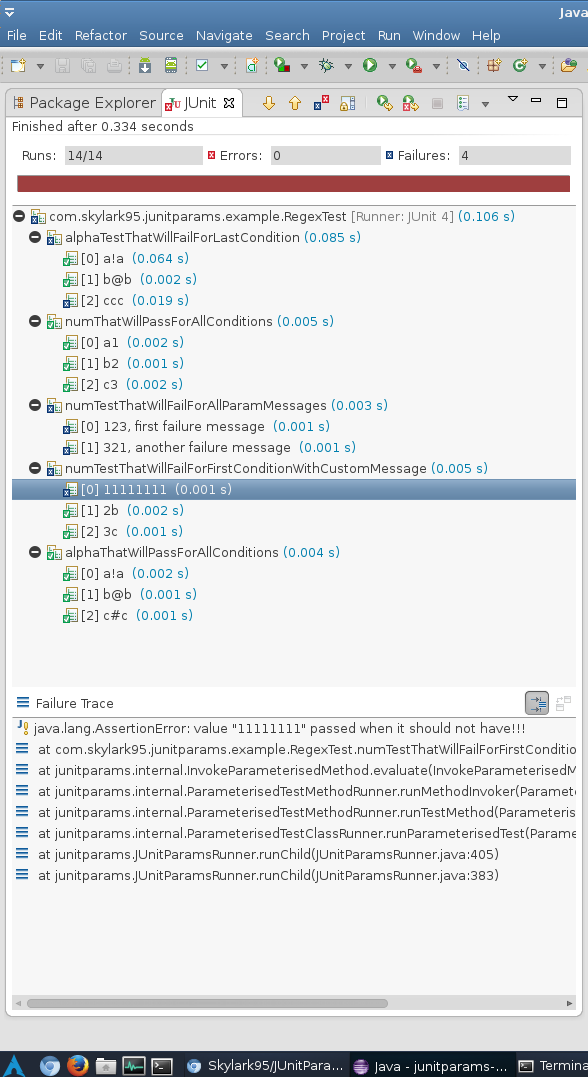 Java
File Edit Refactor Source Navigate Search Project Run Window Help
Package Explorer JUnit
Finished after 0.334 seconds
Runs: 14/14 Errors: 0 Failures: 4
com.skylark95.junitparams.example.RegexTest [Runner: JUnit 4] (0.106 s)
alphaTestThatWillFailForLastCondition (0.085 s)
[0] a!a (0.064 s)
[1] b@b (0.002 s)
[2] ccc (0.019 s)
numThatWillPassForAllConditions (0.005 s)
[0] a1 (0.002 s)
[1] b2 (0.001 s)
[2] c3 (0.002 s)
numTestThatWillFailForAllParamMessages (0.003 s)
[0] 123, first failure message (0.001 s)
[1] 321, another failure message (0.001 s)
numTestThatWillFailForFirstConditionWithCustomMessage (0.005 s)
[0] 11111111 (0.001 s)
[1] 2b (0.002 s)
[2] 3c (0.001 s)
alphaThatWillPassForAllConditions (0.004 s)
[0] a!a (0.002 s)
[1] b@b (0.001 s)
[2] c#c (0.001 s)
Failure Trace
java.lang.AssertionError: value "11111111" passed when it should not have!!!
at com.skylark95.junitparams.example.RegexTest.numTestThatWillFailForFirstConditio
at junitparams.internal.InvokeParameterisedMethod.evaluate(InvokeParameterisedM
at junitparams.internal.ParameterisedTestMethodRunner.runMethodInvoker(Paramet
at junitparams.internal.ParameterisedTestMethodRunner.runTestMethod(Parameteris
at junitparams.internal.ParameterisedTestClassRunner.runParameterisedTest(Parame
at junitparams.JUnitParamsRunner.runChild(JUnitParamsRunner.java:405)
at junitparams.JUnitParamsRunner.runChild(JUnitParamsRunner.java:383)
Skylark95/JUnitPara... Java - junitparams-... Termin